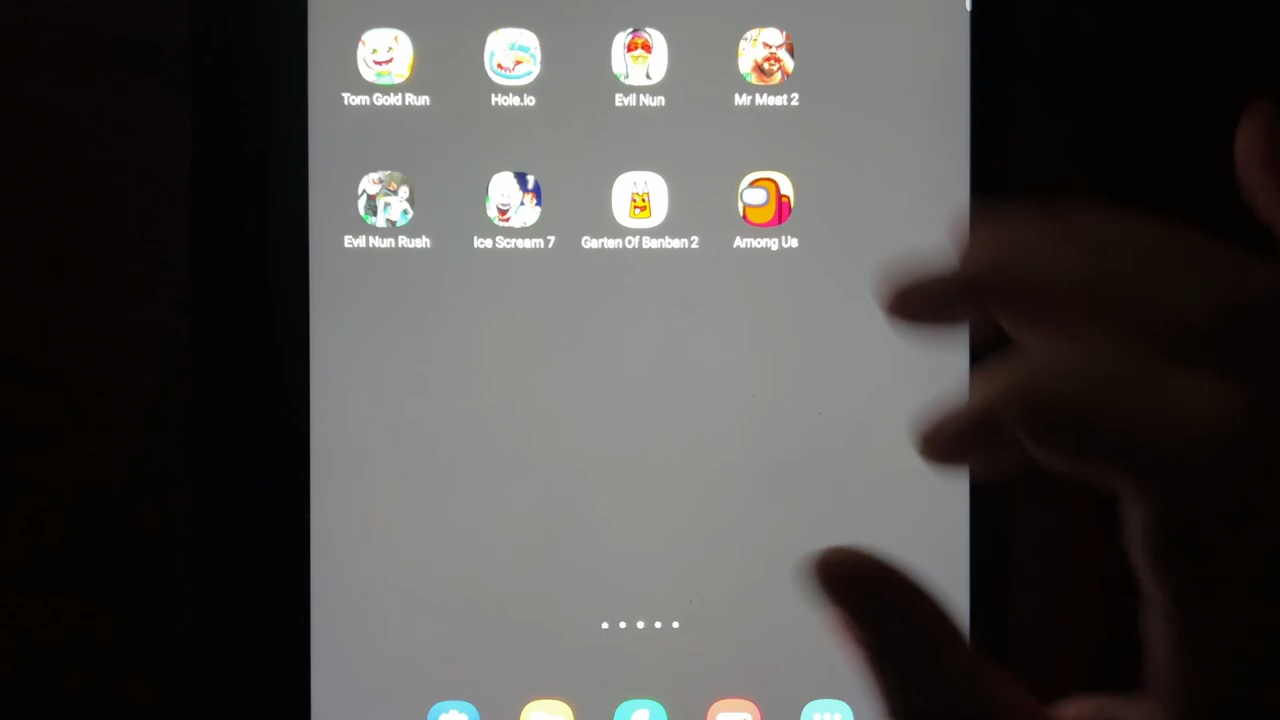 Tom Gold Run
Hole.io
Evil Nun
Mr Meat 2
Evil Nun Rush
Ice Scream 7
Garten Of Banban 2
Among Us